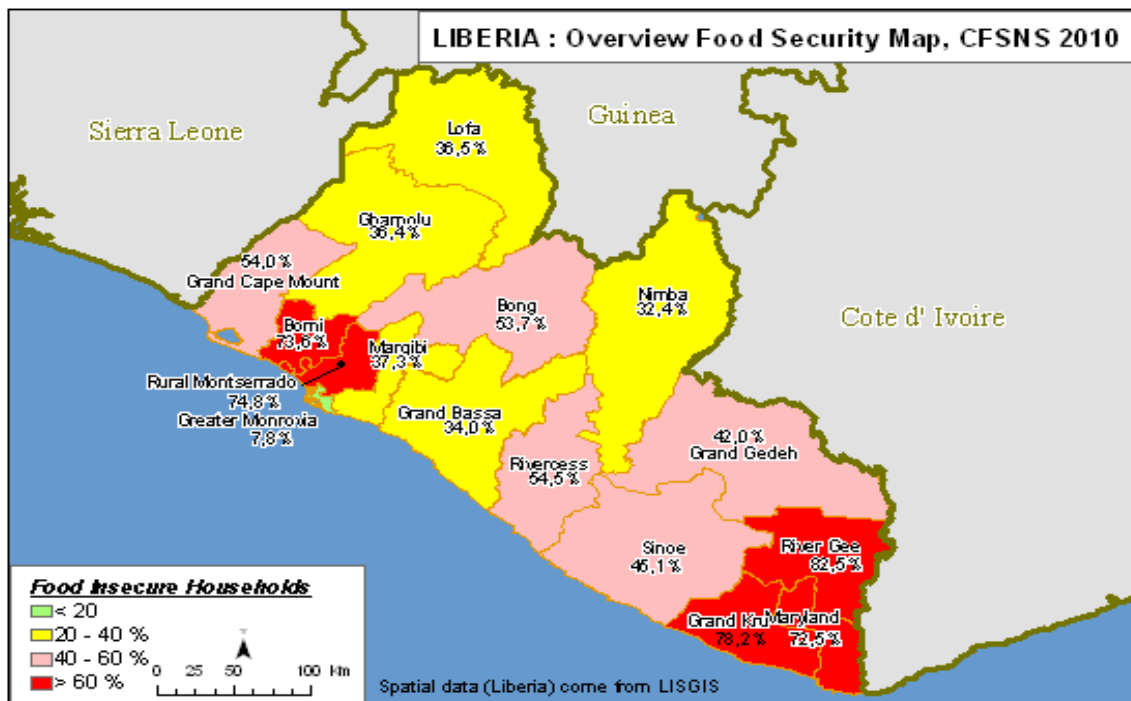 LIBERIA : Overview Food Security Map, CFSNS 2010
Sierra Leone
Guinea
Lofa
36,5%
Gbarpolu
36,4%
54,0%
Grand Cape Mount
Bong
53,7%
Nimba
32,4%
Cote d' Ivoire
Bomi
73,6%
Margibi
37,3%
Rural Montserrado
74,8%
Greater Monroxia
7,8%
Grand Bassa
34,0%
Rivercess
54,5%
42,0%
Grand Gedeh
Sinoe
45,1%
River Gee
82,5%
Grand Kru
78,2%
Maryland
72,5%
Food Insecure Households
< 20
20 - 40 %
40 - 60 %
> 60 %
0 25 50 100 Km
Spatial data (Liberia) come from LISGIS